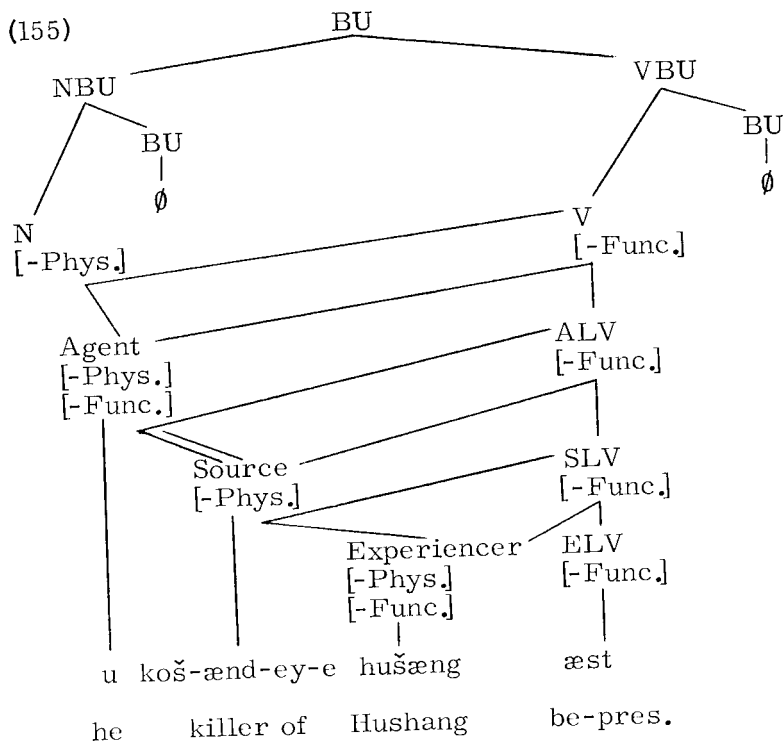 (155) BU
NBU VBU
BU BU
∅ ∅
N V
[-Phys.] [-Func.]
Agent ALV
[-Phys.] [-Func.]
[-Func.]
Source SLV
[-Phys.] [-Func.]
Experiencer ELV
[-Phys.] [-Func.]
[-Func.]
u koš-ænd-ey-e hušæng æst
he killer of Hushang be-pres.